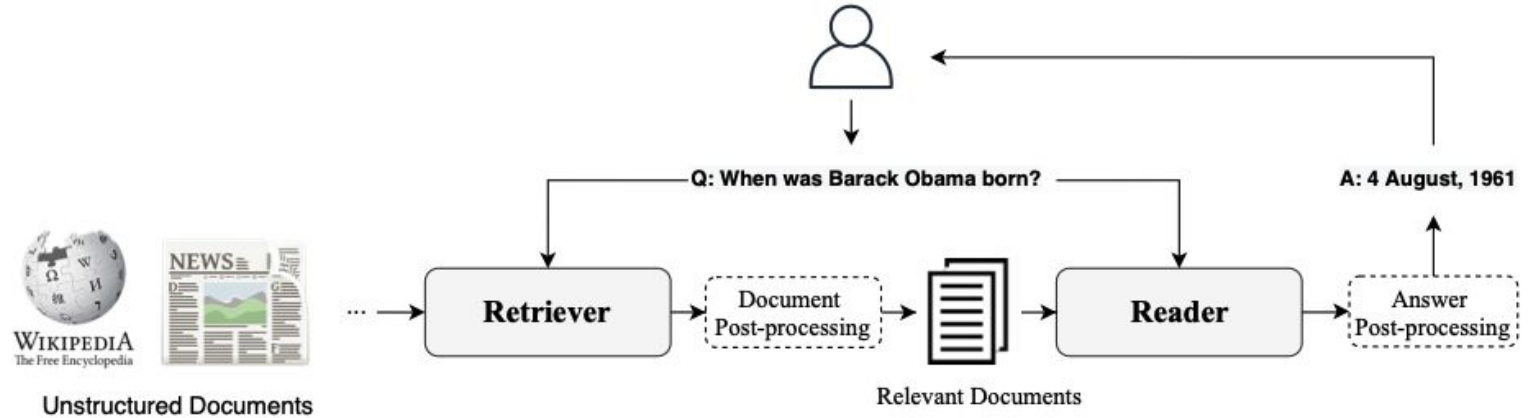 Q: When was Barack Obama born?
A: 4 August, 1961
NEWS
D
G
Ω
W
И
WIKIPEDIA
The Free Encyclopedia
Unstructured Documents
...
Retriever
Document
Post-processing
Relevant Documents
Reader
Answer
Post-processing